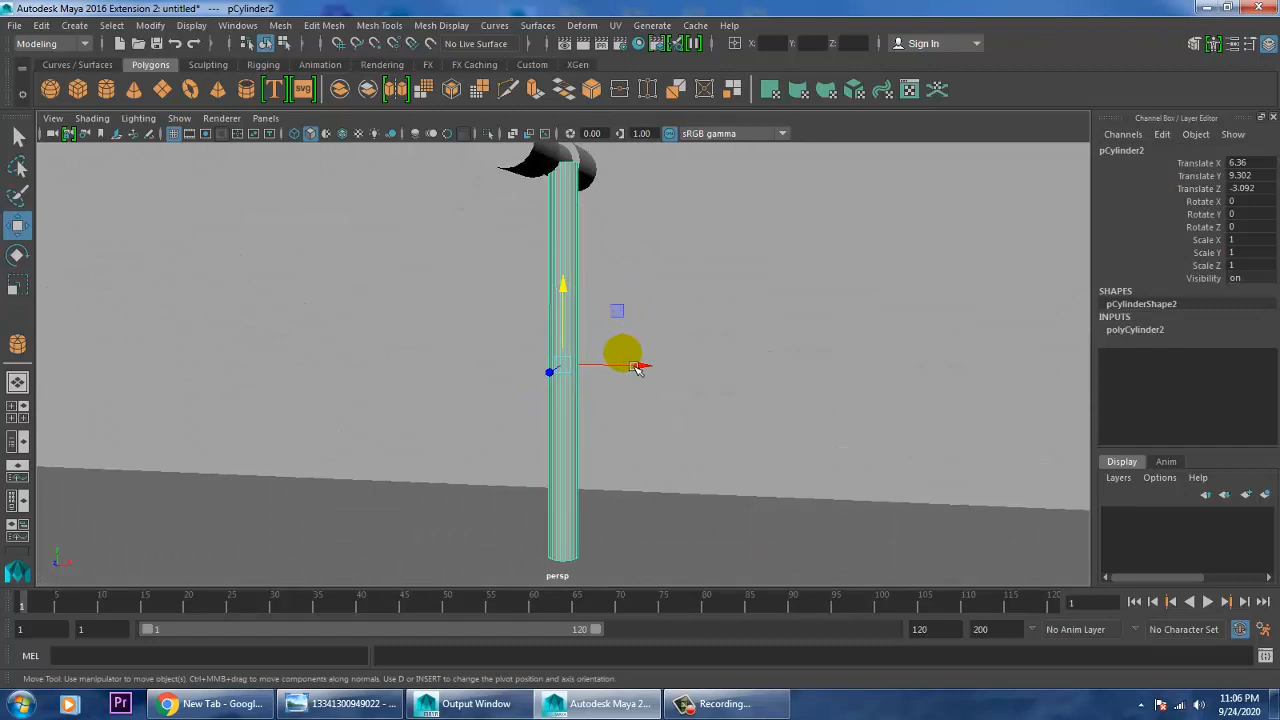 Autodesk Maya 2016 Extension 2: untitled* --- pCylinder2
File Edit Create Select Modify Display Windows Mesh Edit Mesh Mesh Tools Mesh Display Curves Surfaces Deform UV Generate Cache Help
Modeling No Live Surface X: Y: Z: Sign In
Curves / Surfaces Polygons Sculpting Rigging Animation Rendering FX FX Caching Custom XGen
T SVG
View Shading Lighting Show Renderer Panels
0.00 1.00 sRGB gamma
Channel Box / Layer Editor
Channels Edit Object Show
pCylinder2
Translate X 6.36
Translate Y 9.302
Translate Z -3.092
Rotate X 0
Rotate Y 0
Rotate Z 0
Scale X 1
Scale Y 1
Scale Z 1
Visibility on
SHAPES
pCylinderShape2
INPUTS
polyCylinder2
Display Anim
Layers Options Help
persp
1 5 10 15 20 25 30 35 40 45 50 55 60 65 70 75 80 85 90 95 100 105 110 115 120 1
1 1 1 120 120 200 No Anim Layer No Character Set
MEL
Move Tool: Use manipulator to move object(s). Ctrl+MMB+drag to move components along normals. Use D or INSERT to change the pivot position and axis orientation.
Pr New Tab - Googl... 13341300949022 - ... Output Window Autodesk Maya 2... Recording... 11:06 PM
9/24/2020